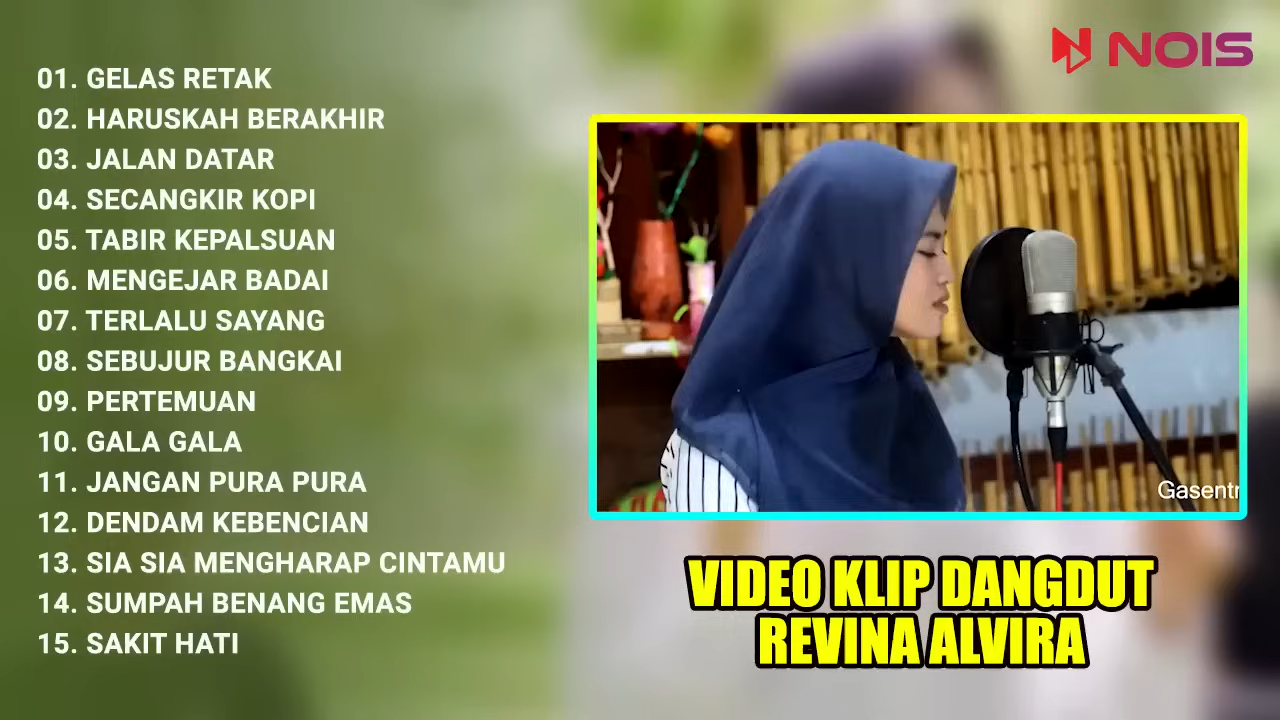 01. GELAS RETAK
02. HARUSKAH BERAKHIR
03. JALAN DATAR
04. SECANGKIR KOPI
05. TABIR KEPALSUAN
06. MENGEJAR BADAI
07. TERLALU SAYANG
08. SEBUJUR BANGKAI
09. PERTEMUAN
10. GALA GALA
11. JANGAN PURA PURA
12. DENDAM KEBENCIAN
13. SIA SIA MENGHARAP CINTAMU
14. SUMPAH BENANG EMAS
15. SAKIT HATI
NOIS
Gasentr
VIDEO KLIP DANGDUT
REVINA ALVIRA